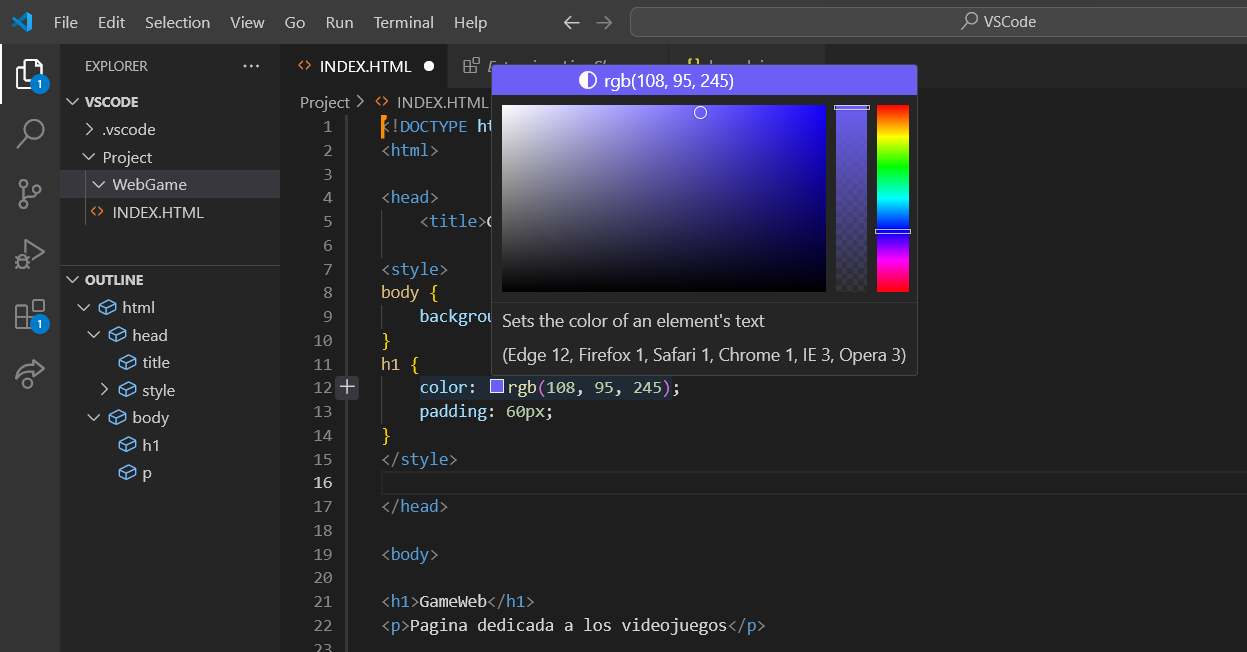 File Edit Selection View Go Run Terminal Help
VSCode
EXPLORER
1
VSCODE
.vscode
Project
WebGame
INDEX.HTML
OUTLINE
html
head
title
style
body
h1
p
1
INDEX.HTML
Project > INDEX.HTML
rgb(108, 95, 245)
Sets the color of an element's text
(Edge 12, Firefox 1, Safari 1, Chrome 1, IE 3, Opera 3)
1 <!DOCTYPE ht
2 <html>
3
4 <head>
5 <title>
6
7 <style>
8 body {
9 backgrou
10 }
11 h1 {
12 color: rgb(108, 95, 245);
13 padding: 60px;
14 }
15 </style>
16
17 </head>
18
19 <body>
20
21 <h1>GameWeb</h1>
22 <p>Pagina dedicada a los videojuegos</p>
23